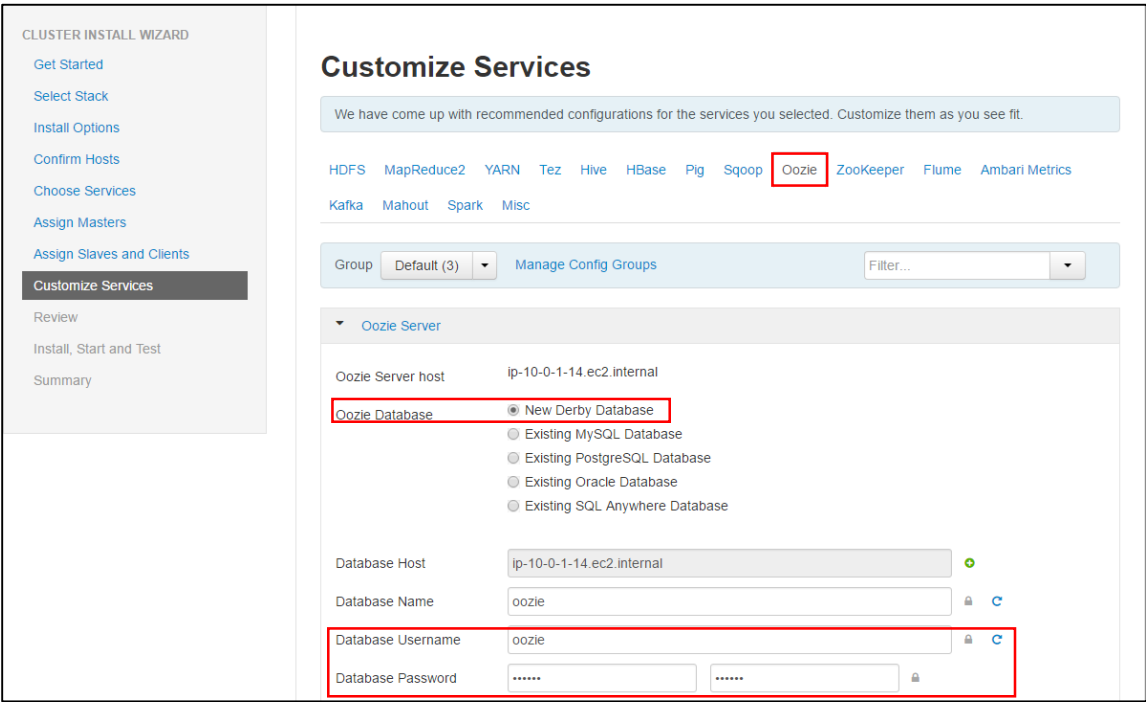 CLUSTER INSTALL WIZARD
Get Started
Select Stack
Install Options
Confirm Hosts
Choose Services
Assign Masters
Assign Slaves and Clients
Customize Services
Review
Install, Start and Test
Summary
Customize Services
We have come up with recommended configurations for the services you selected. Customize them as you see fit.
HDFS MapReduce2 YARN Tez Hive HBase Pig Sqoop Oozie ZooKeeper Flume Ambari Metrics
Kafka Mahout Spark Misc
Group Default (3) Manage Config Groups Filter...
Oozie Server
Oozie Server host ip-10-0-1-14.ec2.internal
Oozie Database New Derby Database
Existing MySQL Database
Existing PostgreSQL Database
Existing Oracle Database
Existing SQL Anywhere Database
Database Host ip-10-0-1-14.ec2.internal
Database Name oozie
Database Username oozie
Database Password •••••• ••••••